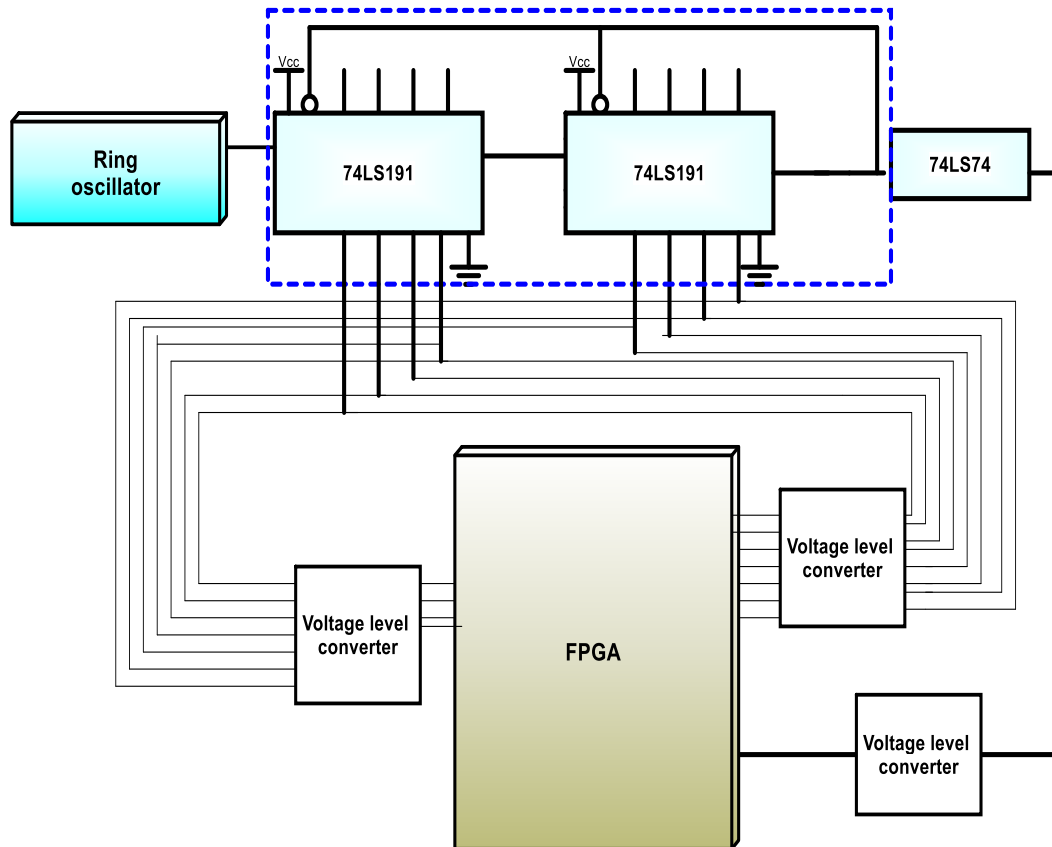 Vcc
Vcc
Ring
oscillator
74LS191
74LS191
74LS74
Voltage level
converter
Voltage level
converter
FPGA
Voltage level
converter